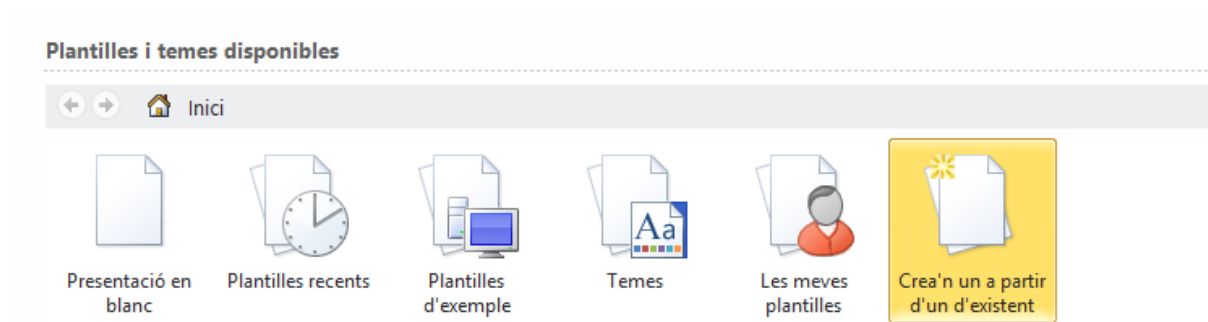 Plantilles i temes disponibles
Inici
Presentació en
blanc
Plantilles recents
Plantilles
d'exemple
Temes
Les meves
plantilles
Crea'n un a partir
d'un d'existent
Aa